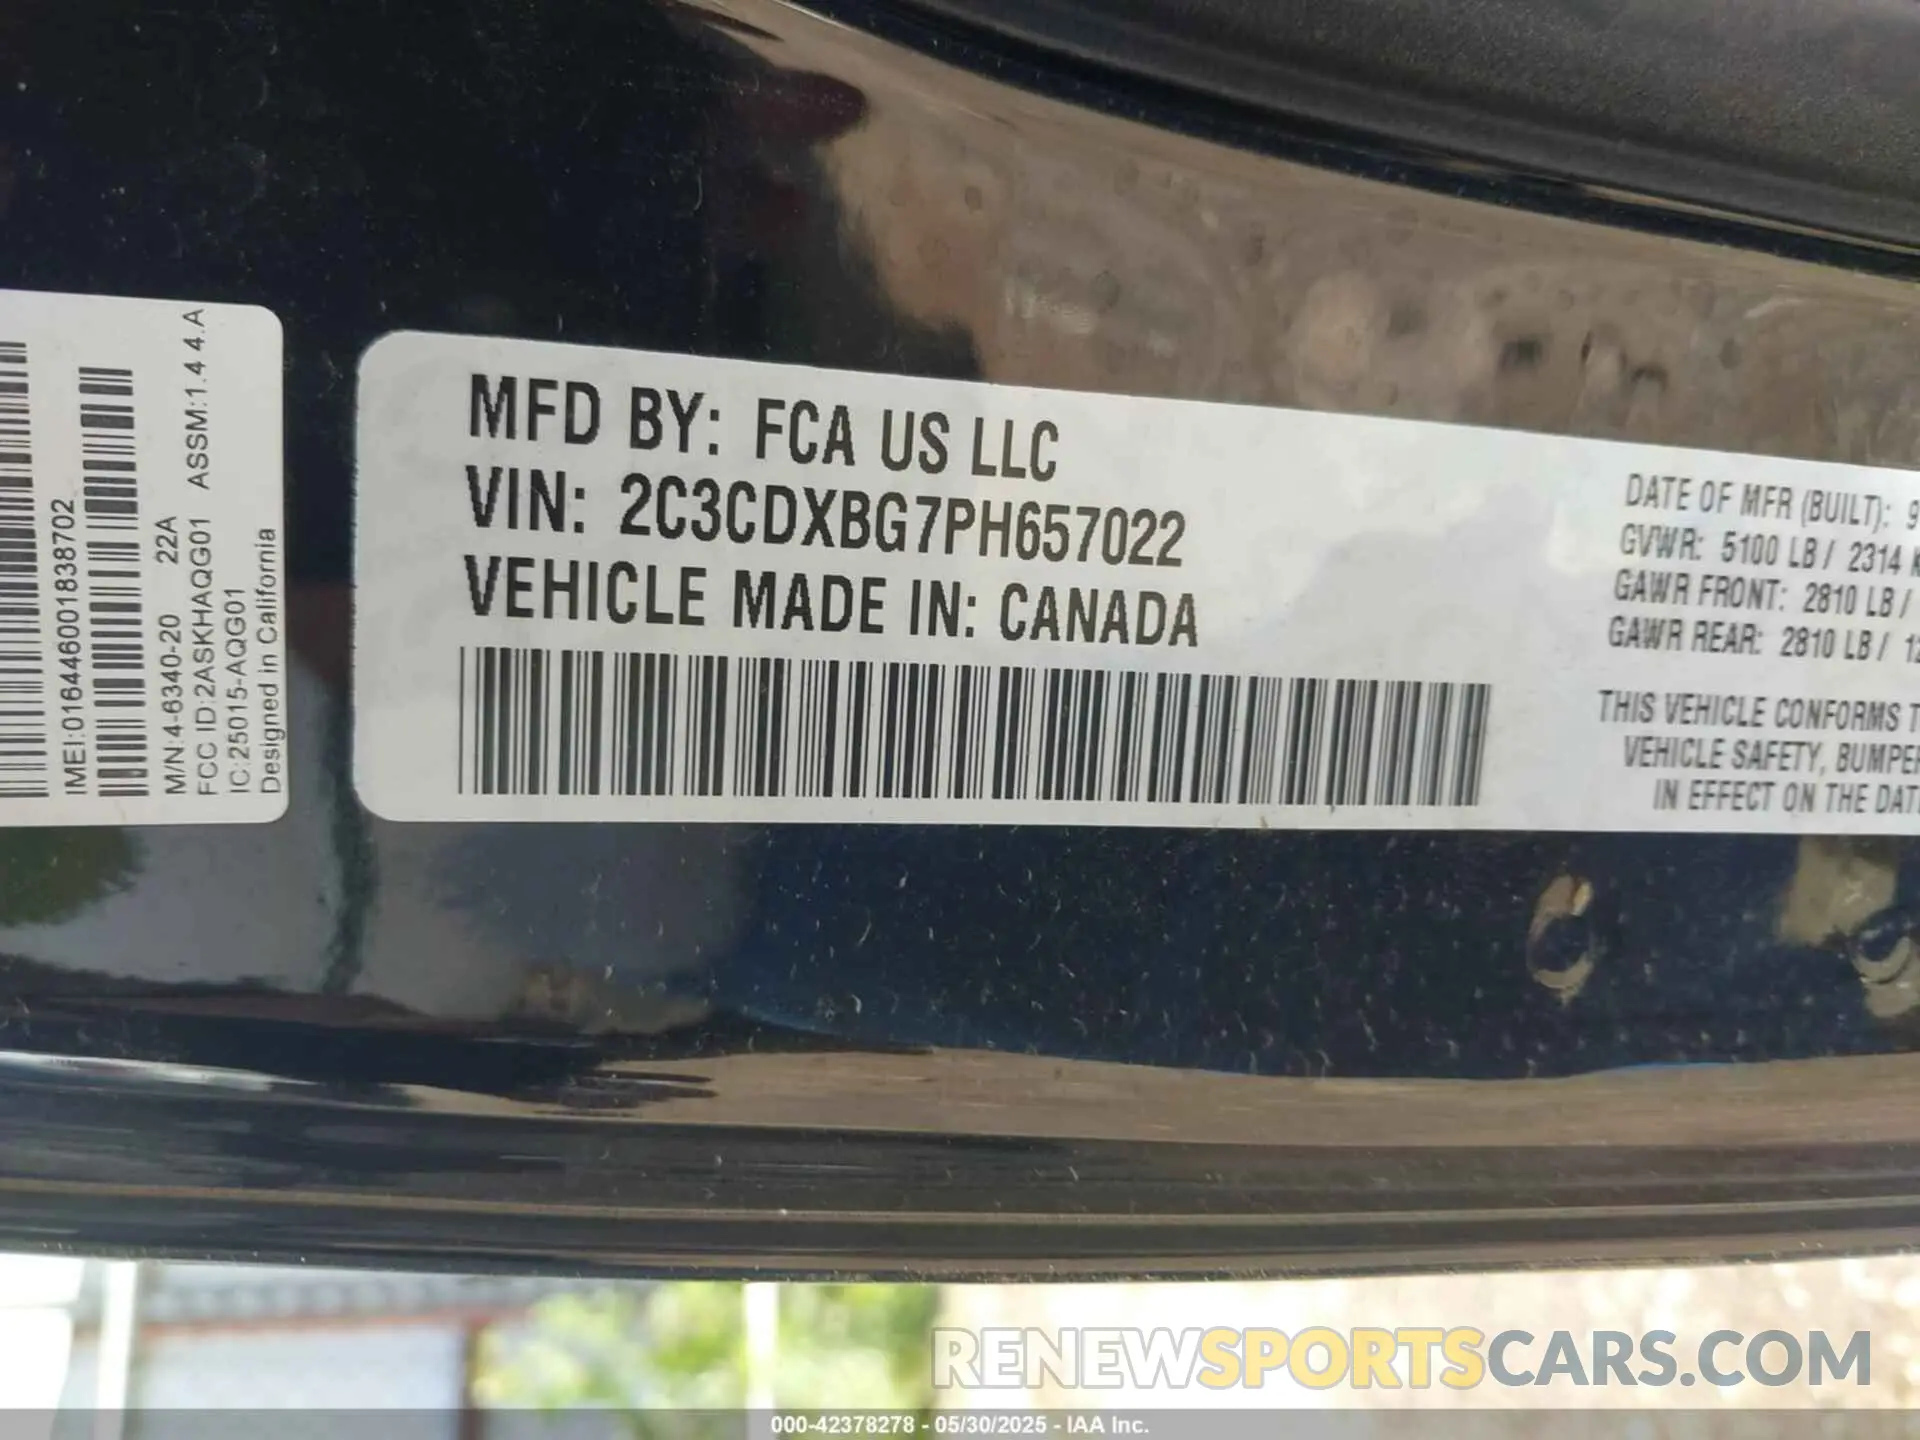 IMEI:016446001838702
M/N:4-6340-20 22A
FCC ID:2ASKHAQG01 ASSM:1.4 4.A
IC:25015-AQG01
Designed in California
MFD BY: FCA US LLC
VIN: 2C3CDXBG7PH657022
VEHICLE MADE IN: CANADA
DATE OF MFR (BUILT): 9
GVWR: 5100 LB / 2314 K
GAWR FRONT: 2810 LB /
GAWR REAR: 2810 LB / 12
THIS VEHICLE CONFORMS T
VEHICLE SAFETY, BUMPER
IN EFFECT ON THE DATE
RENEWSPORTSCARS.COM
000-42378278 - 05/30/2025 - IAA Inc.